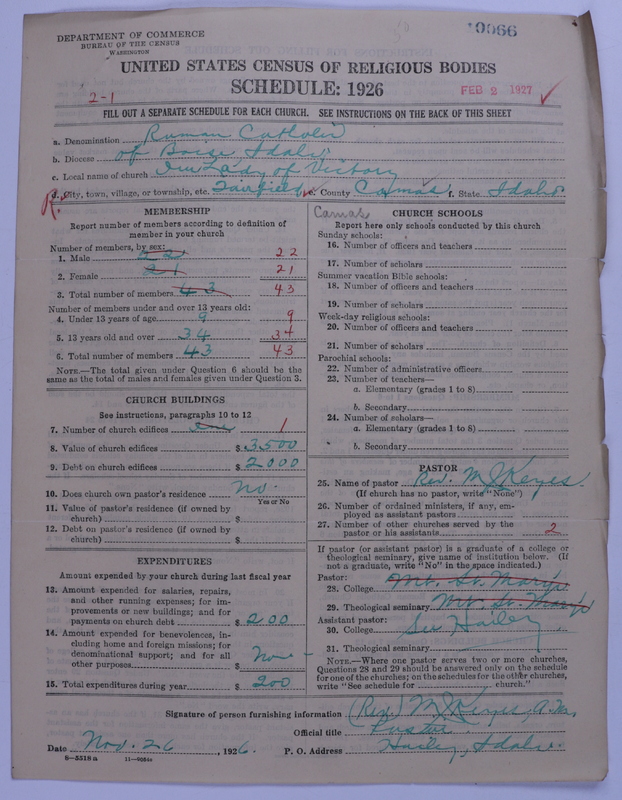 DEPARTMENT OF COMMERCE
BUREAU OF THE CENSUS
WASHINGTON
UNITED STATES CENSUS OF RELIGIOUS BODIES
SCHEDULE: 1926
2-1
FEB 2 1927
FILL OUT A SEPARATE SCHEDULE FOR EACH CHURCH. SEE INSTRUCTIONS ON THE BACK OF THIS SHEET
a. Denomination Roman Catholic
b. Diocese of Boise Idaho
c. Local name of church Our Lady of Victory
d. City, town, village, or township, etc. Fairfield e. County Camas f. State Idaho
R.
MEMBERSHIP
Report number of members according to definition of
member in your church
Number of members, by sex:
1. Male 22 22
2. Female 21 21
3. Total number of members 43 43
Number of members under and over 13 years old:
4. Under 13 years of age 9 9
5. 13 years old and over 34 34
6. Total number of members 43 43
NOTE.—The total given under Question 6 should be the
same as the total of males and females given under Question 3.
CHURCH BUILDINGS
See instructions, paragraphs 10 to 12
7. Number of church edifices One 1
8. Value of church edifices $ 3500
9. Debt on church edifices $ 2000
10. Does church own pastor's residence No.
Yes or No
11. Value of pastor's residence (if owned by
church) $
12. Debt on pastor's residence (if owned by
church) $
EXPENDITURES
Amount expended by your church during last fiscal year
13. Amount expended for salaries, repairs,
and other running expenses; for im-
provements or new buildings; and for
payments on church debt $ 200
14. Amount expended for benevolences, in-
cluding home and foreign missions; for
denominational support; and for all
other purposes $ None
15. Total expenditures during year $ 200
Camas
CHURCH SCHOOLS
Report here only schools conducted by this church
Sunday schools:
16. Number of officers and teachers
17. Number of scholars
Summer vacation Bible schools:
18. Number of officers and teachers
19. Number of scholars
Week-day religious schools:
20. Number of officers and teachers
21. Number of scholars
Parochial schools:
22. Number of administrative officers
23. Number of teachers—
a. Elementary (grades 1 to 8)
b. Secondary
24. Number of scholars—
a. Elementary (grades 1 to 8)
b. Secondary
PASTOR
25. Name of pastor Rev. M J Keyes
(If church has no pastor, write "None")
26. Number of ordained ministers, if any, em-
ployed as assistant pastors
27. Number of other churches served by the
pastor or his assistants 2
If pastor (or assistant pastor) is a graduate of a college or
theological seminary, give name of institution below. (If
not a graduate, write "No" in the space indicated.)
Pastor:
28. College Mt. St. Mary's
29. Theological seminary Mt. St. Mary's
Assistant pastor:
30. College See Hailey
31. Theological seminary
NOTE.—Where one pastor serves two or more churches,
Questions 28 and 29 should be answered only on the schedule
for one of the churches; on the schedules for the other churches,
write "See schedule for church."
Signature of person furnishing information (Rev) M J Keyes, A.M.
Official title Pastor
Date Nov. 26, 1926. P. O. Address Hailey, Idaho.
8-5518 a